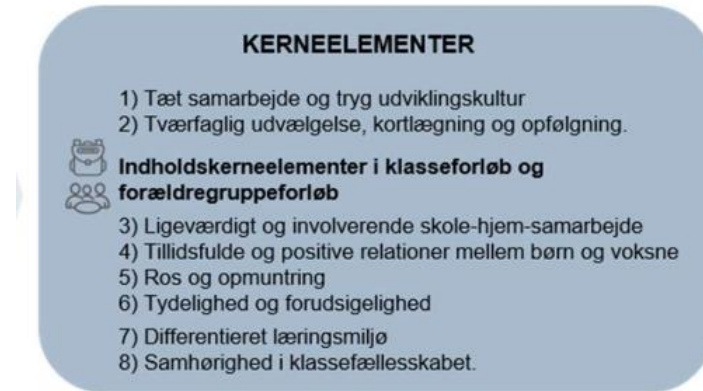 KERNEELEMENTER
1) Tæt samarbejde og tryg udviklingskultur
2) Tværfaglig udvælgelse, kortlægning og opfølgning.
Indholdskerneelementer i klasseforløb og
forældregruppeforløb
3) Ligeværdigt og involverende skole-hjem-samarbejde
4) Tillidsfulde og positive relationer mellem børn og voksne
5) Ros og opmuntring
6) Tydelighed og forudsigelighed
7) Differentieret læringsmiljø
8) Samhørighed i klassefællesskabet.